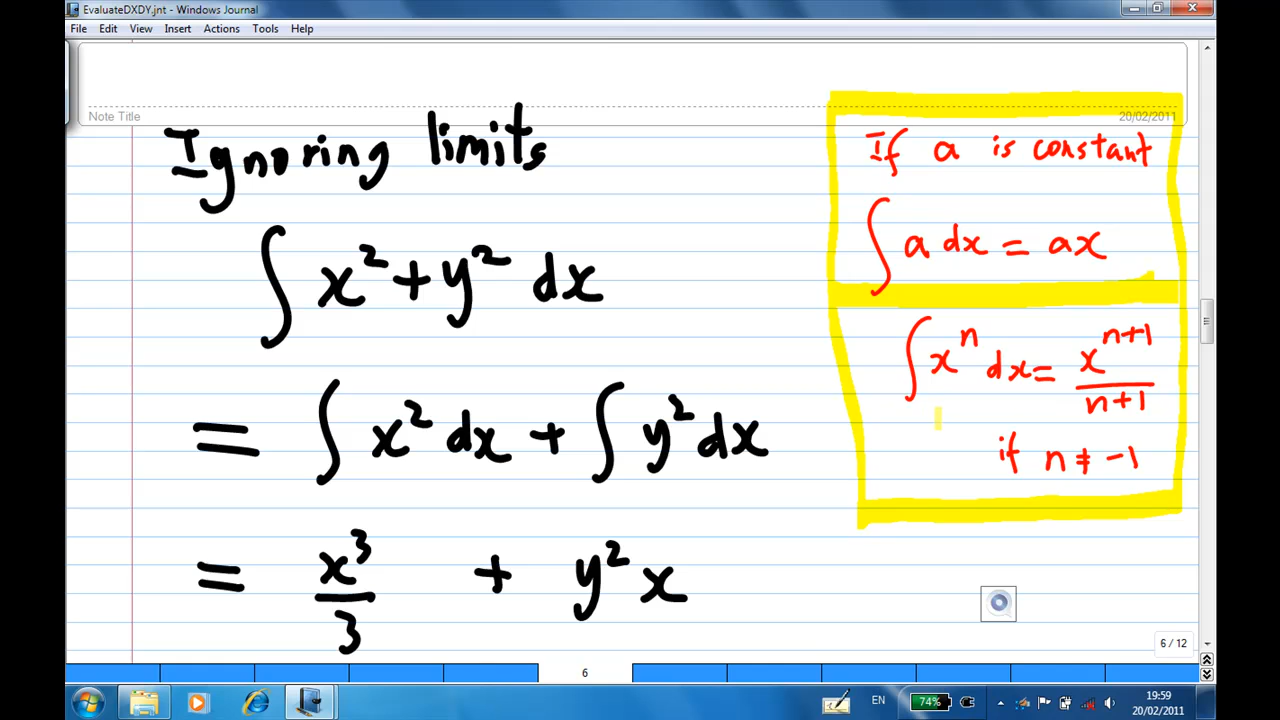 EvaluateDXDY.jnt - Windows Journal
File Edit View Insert Actions Tools Help
Note Title
20/02/2011
Ignoring limits
∫ x² + y² dx
= ∫ x² dx + ∫ y² dx
= x³/3 + y² x
If a is constant
∫ a dx = ax
∫ xⁿ dx = xⁿ⁺¹/n+1
if n ≠ -1
6 / 12
6
EN
74%
19:59
20/02/2011